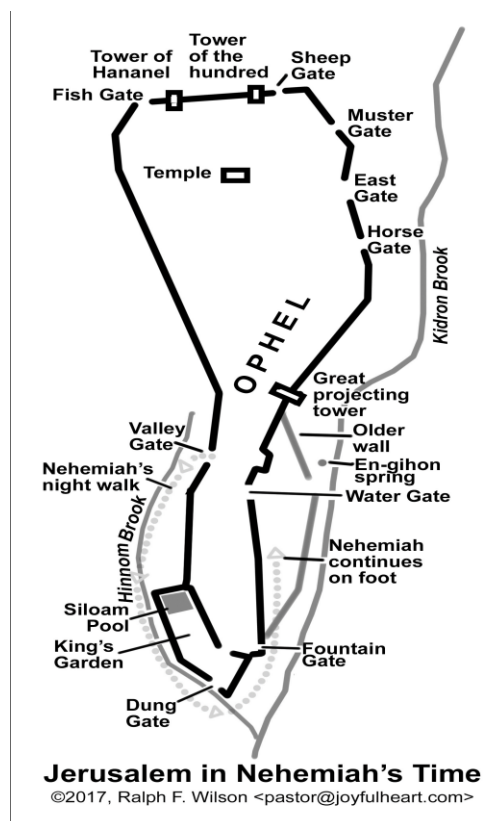 Tower of
Hananel
Tower
of the
hundred
Sheep
Gate
Fish Gate
Muster
Gate
Temple
East
Gate
Horse
Gate
Kidron Brook
OPHEL
Great
projecting
tower
Valley
Gate
Older
wall
Nehemiah's
night walk
En-gihon
spring
Water Gate
Hinnom Brook
Nehemiah
continues
on foot
Siloam
Pool
King's
Garden
Fountain
Gate
Dung
Gate
Jerusalem in Nehemiah's Time
©2017, Ralph F. Wilson <pastor@joyfulheart.com>